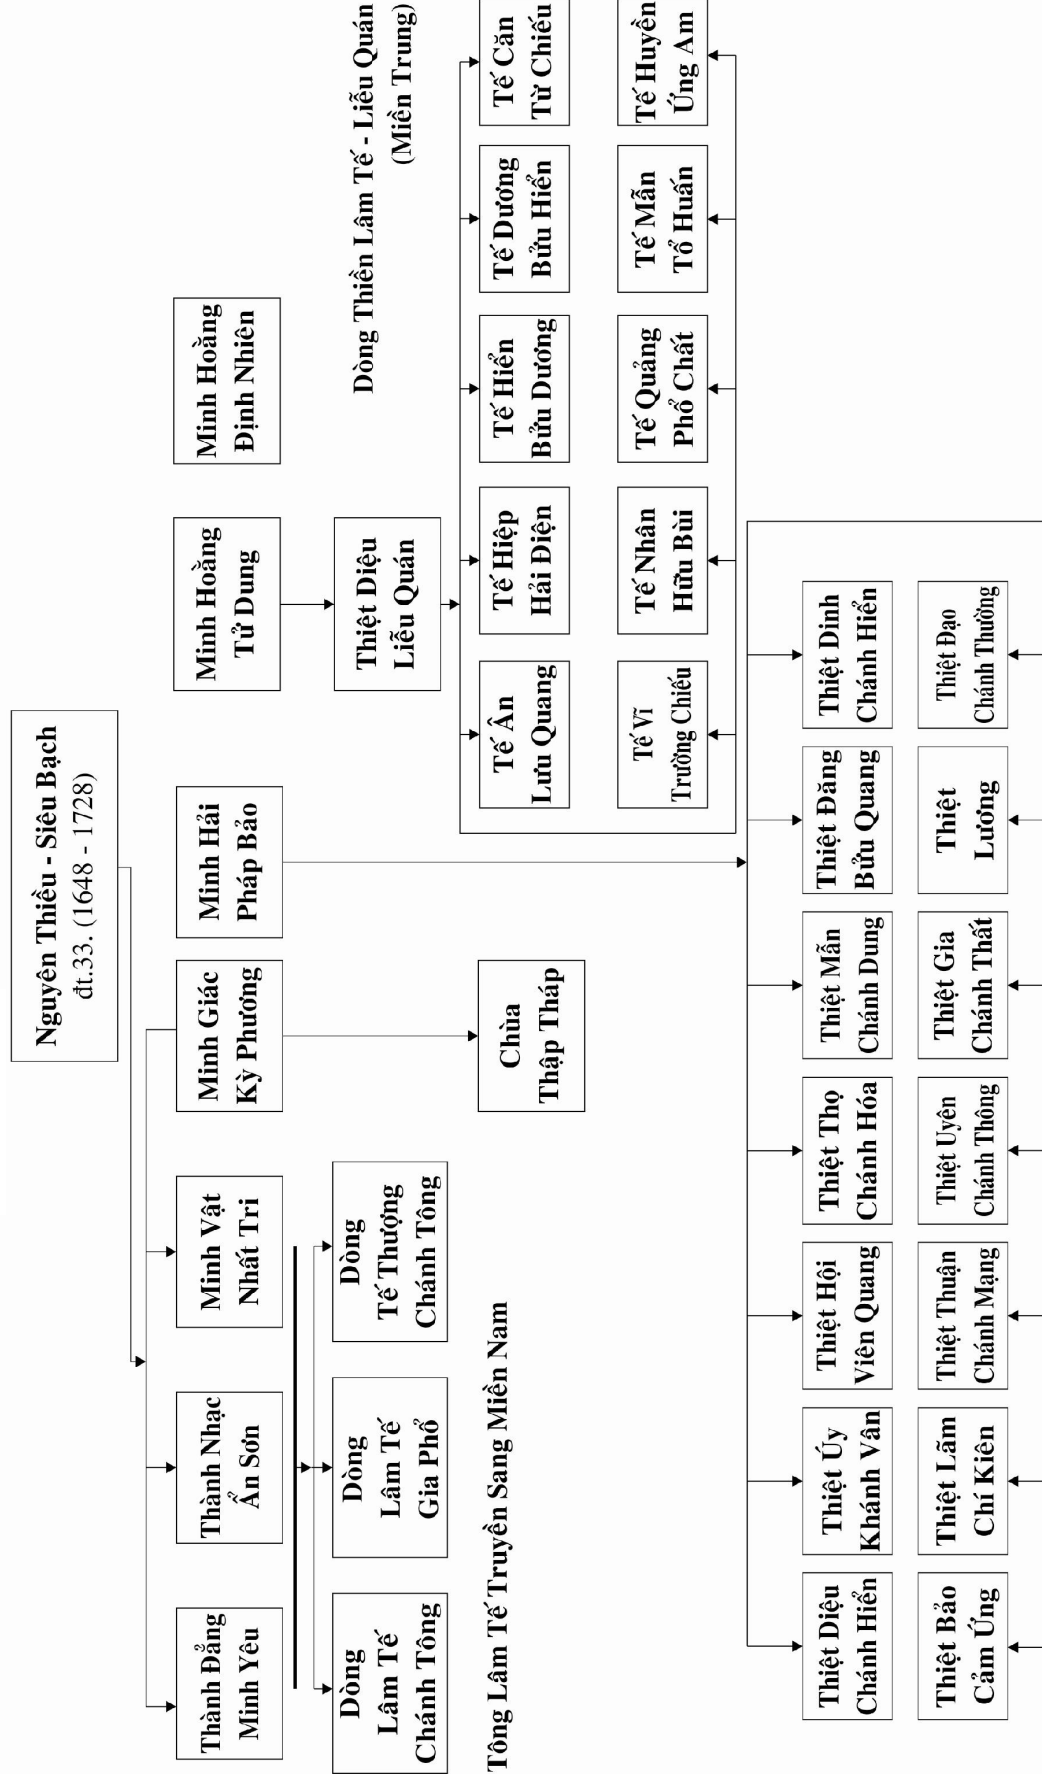 Nguyên Thiều - Siêu Bạch
đt.33. (1648 - 1728)
Thành Đẳng
Minh Yêu
Thành Nhạc
Ẩn Sơn
Minh Vật
Nhất Tri
Minh Giác
Kỳ Phương
Minh Hải
Pháp Bảo
Minh Hoằng
Tử Dung
Minh Hoằng
Định Nhiên
Dòng
Lâm Tế
Chánh Tông
Dòng
Lâm Tế
Gia Phổ
Dòng
Tế Thượng
Chánh Tông
Thiệt Diệu
Liễu Quán
Dòng Thiền Lâm Tế - Liễu Quán
(Miền Trung)
Tông Lâm Tế Truyền Sang Miền Nam
Chùa
Thập Tháp
Tế Ân
Lưu Quang
Tế Hiệp
Hải Điện
Tế Hiển
Bửu Dương
Tế Dương
Bửu Hiển
Tế Căn
Từ Chiếu
Tế Vĩ
Trường Chiếu
Tế Nhân
Hữu Bùi
Tế Quảng
Phổ Chất
Tế Mẫn
Tổ Huấn
Tế Huyền
Ứng Am
Thiệt Diệu
Chánh Hiển
Thiệt Úy
Khánh Vân
Thiệt Hội
Viên Quang
Thiệt Thọ
Chánh Hóa
Thiệt Mẫn
Chánh Dung
Thiệt Đăng
Bửu Quang
Thiệt Dinh
Chánh Hiển
Thiệt Bảo
Cảm Ứng
Thiệt Lãm
Chí Kiên
Thiệt Thuận
Chánh Mạng
Thiệt Uyên
Chánh Thông
Thiệt Gia
Chánh Thất
Thiệt
Lương
Thiệt Đạo
Chánh Thường